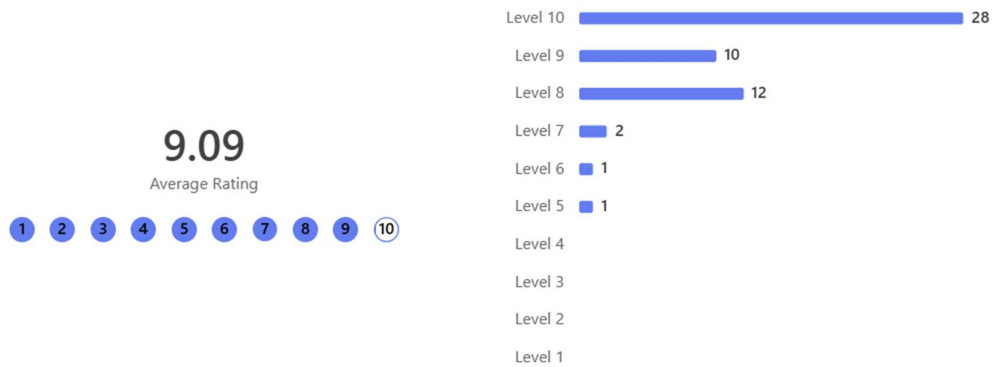 9.09
Average Rating
1 2 3 4 5 6 7 8 9 10
Level 10 28
Level 9 10
Level 8 12
Level 7 2
Level 6 1
Level 5 1
Level 4
Level 3
Level 2
Level 1